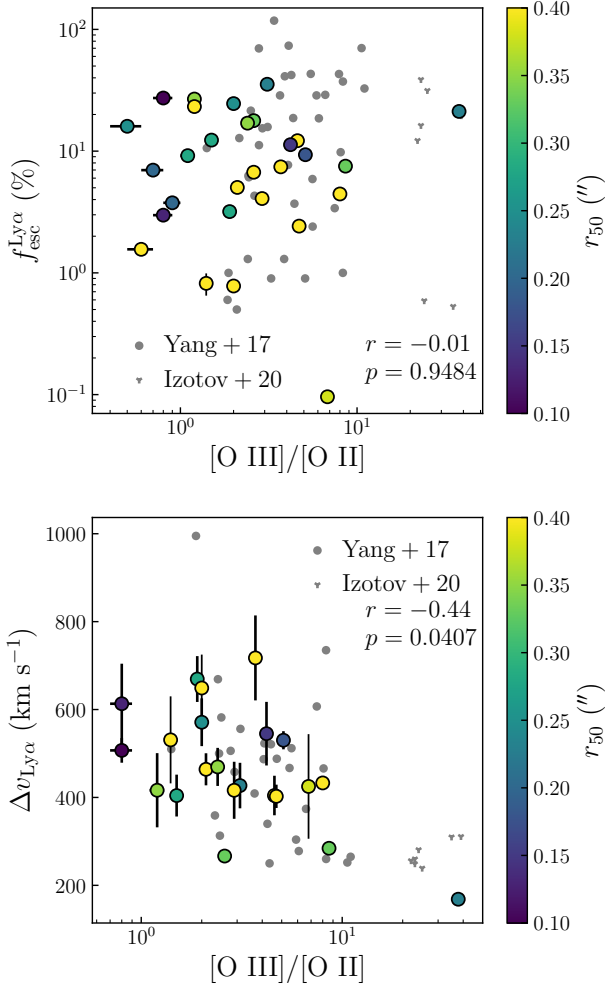 10²
10¹
10⁰
10⁻¹
f_esc^Lyα (%)
Yang + 17
Izotov + 20
r = −0.01
p = 0.9484
10⁰
10¹
[O III]/[O II]
0.40
0.35
0.30
0.25
0.20
0.15
0.10
r₅₀ (″)
1000
800
600
400
200
Δv_Lyα (km s⁻¹)
Yang + 17
Izotov + 20
r = −0.44
p = 0.0407
10⁰
10¹
[O III]/[O II]
0.40
0.35
0.30
0.25
0.20
0.15
0.10
r₅₀ (″)